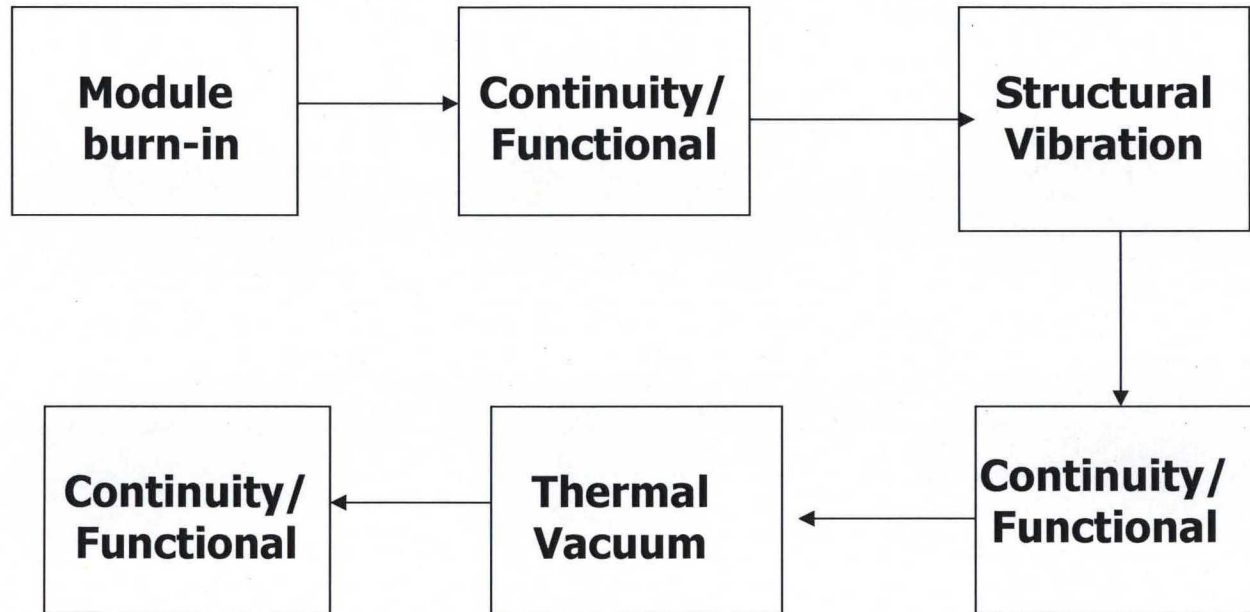 Module
burn-in
Continuity/
Functional
Structural
Vibration
Continuity/
Functional
Thermal
Vacuum
Continuity/
Functional